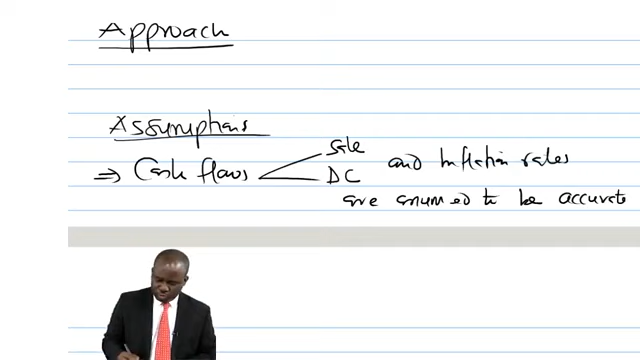 Approach
Assumptions
⇒ Cash flows
Sale
DC
and Inflation rates
are assumed to be accurate